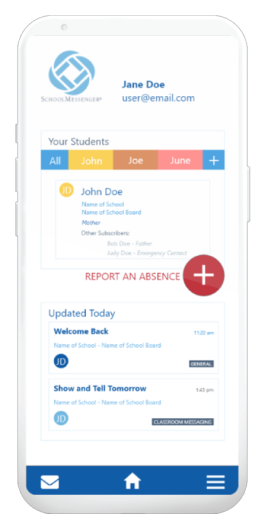 SCHOOLMESSENGER®
Jane Doe
user@email.com
Your Students
All John Joe June +
JD John Doe
Name of School
Name of School Board
Mother
Other Subscribers:
Rob Doe - Father
Judy Doe - Emergency Contact
REPORT AN ABSENCE +
Updated Today
Welcome Back 11:20 am
Name of School - Name of School Board
JD GENERAL
Show and Tell Tomorrow 1:45 pm
Name of School - Name of School Board
JD CLASSROOM MESSAGING